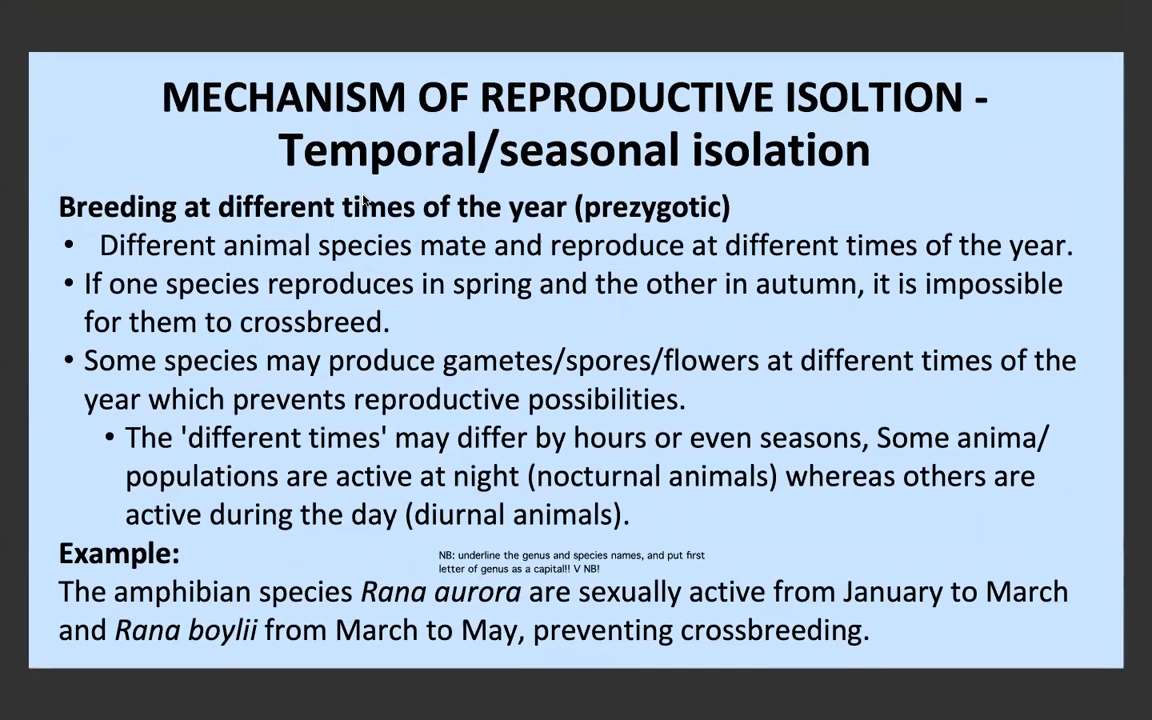 MECHANISM OF REPRODUCTIVE ISOLTION -
Temporal/seasonal isolation
Breeding at different times of the year (prezygotic)
• Different animal species mate and reproduce at different times of the year.
• If one species reproduces in spring and the other in autumn, it is impossible
for them to crossbreed.
• Some species may produce gametes/spores/flowers at different times of the
year which prevents reproductive possibilities.
• The 'different times' may differ by hours or even seasons, Some anima/
populations are active at night (nocturnal animals) whereas others are
active during the day (diurnal animals).
Example:
NB: underline the genus and species names, and put first
letter of genus as a capital!! V NB!
The amphibian species Rana aurora are sexually active from January to March
and Rana boylii from March to May, preventing crossbreeding.